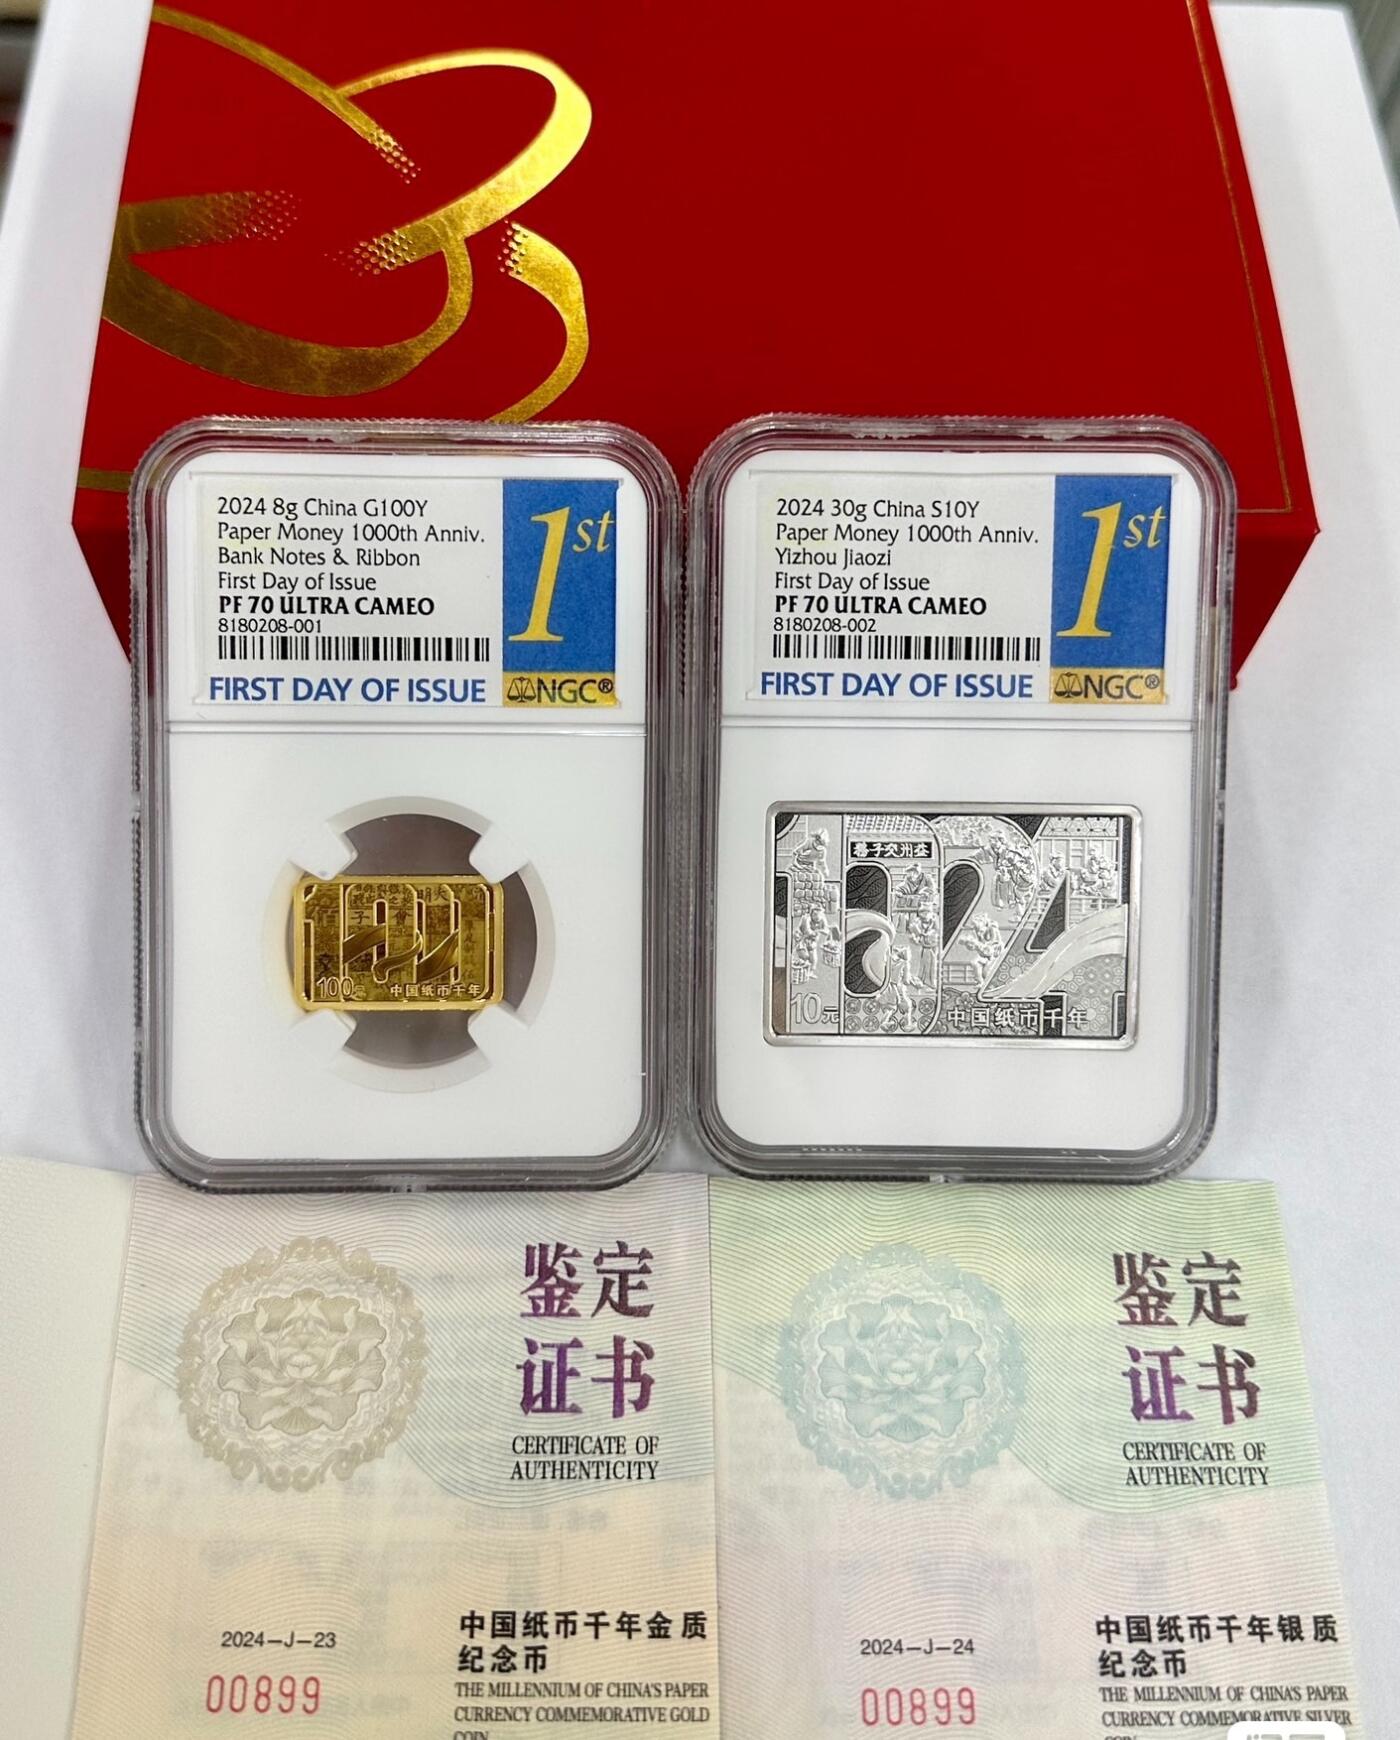 2024 8g China G100Y
Paper Money 1000th Anniv.
Bank Notes & Ribbon
First Day of Issue
PF 70 ULTRA CAMEO
8180208-001
1st
FIRST DAY OF ISSUE
NGC®
2024 30g China S10Y
Paper Money 1000th Anniv.
Yizhou Jiaozi
First Day of Issue
PF 70 ULTRA CAMEO
8180208-002
1st
FIRST DAY OF ISSUE
NGC®
100元
中国纸币千年
務子交州益
10元
中国纸币千年
鉴定
证书
CERTIFICATE OF
AUTHENTICITY
2024-J-23
00899
中国纸币千年金质
纪念币
THE MILLENNIUM OF CHINA'S PAPER
CURRENCY COMMEMORATIVE GOLD
COIN
鉴定
证书
CERTIFICATE OF
AUTHENTICITY
2024-J-24
00899
中国纸币千年银质
纪念币
THE MILLENNIUM OF CHINA'S PAPER
CURRENCY COMMEMORATIVE SILVER